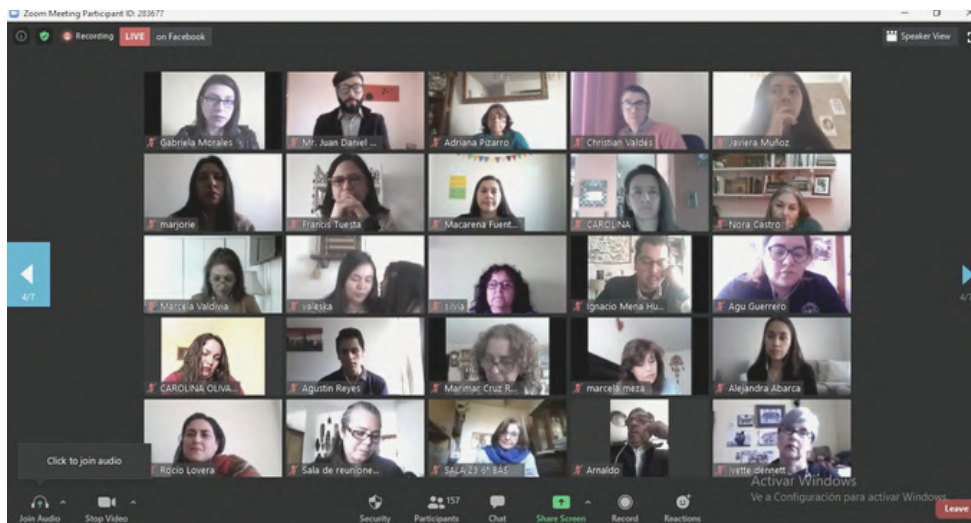 Zoom Meeting Participant ID: 283677
Recording LIVE on Facebook
Speaker View
Gabriela Morales
Mr. Juan Daniel ...
Adriana Pizarro
Christian Valdés
Javiera Muñoz
marjorie
Francis Tuesta
Macarena Fuent...
CAROLINA
Nora Castro
Marcela Valdivia
valeska
silvia
Ignacio Mena Hu...
Agu Guerrero
4/7
4/
CAROLINA OLIVA...
Agustin Reyes
Marimar Cruz R...
marcela meza
Alejandra Abarca
Rocío Lovera
Sala de reunione...
SALA 23 6° BÁS
Arnaldo
Ivette dennett
Click to join audio
Activar Windows
Ve a Configuración para activar Windows.
Join Audio
Stop Video
Security
157
Participants
Chat
Share Screen
Record
Reactions
Leave